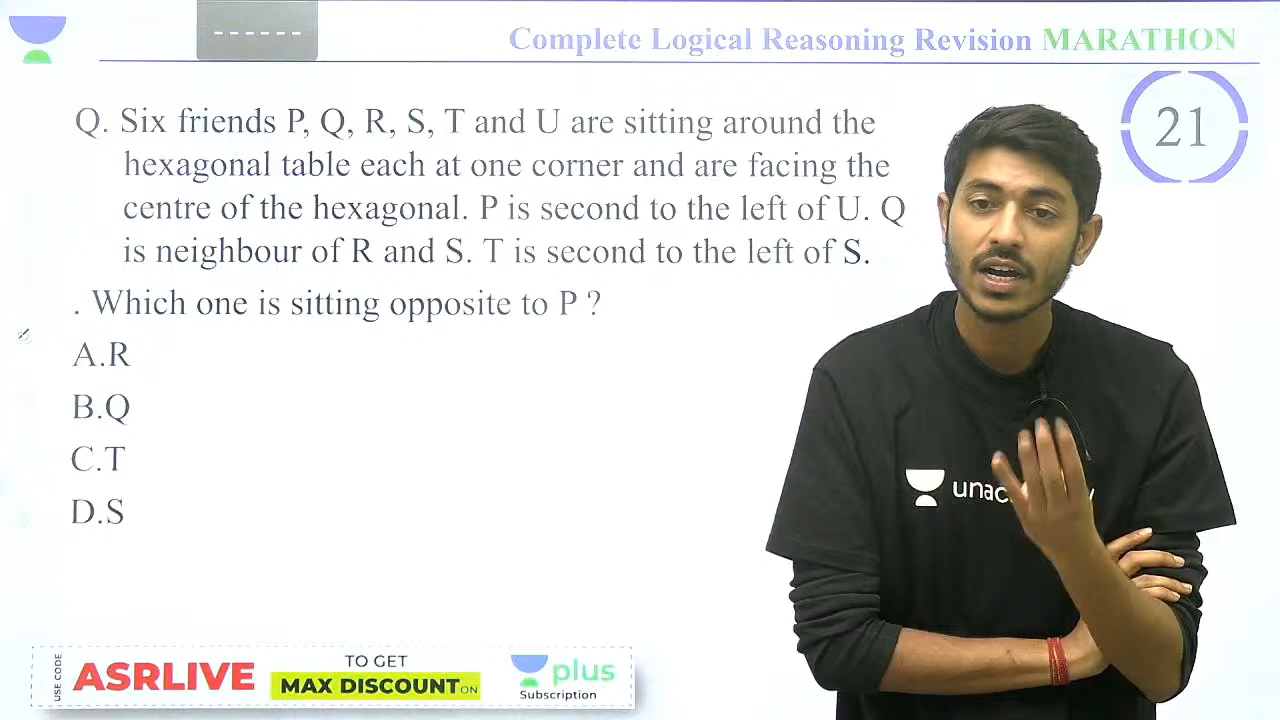 ------
Complete Logical Reasoning Revision MARATHON
21
Q. Six friends P, Q, R, S, T and U are sitting around the
hexagonal table each at one corner and are facing the
centre of the hexagonal. P is second to the left of U. Q
is neighbour of R and S. T is second to the left of S.
. Which one is sitting opposite to P ?
A.R
B.Q
C.T
D.S
USE CODE
ASRLIVE
TO GET
MAX DISCOUNT ON
plus
Subscription